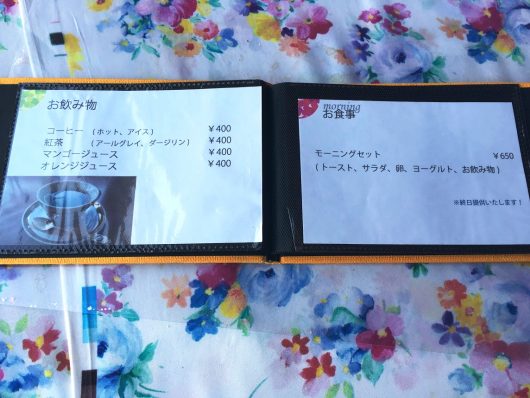 お飲み物
コーヒー (ホット、アイス) ¥400
紅茶 (アールグレイ、ダージリン) ¥400
マンゴージュース ¥400
オレンジジュース ¥400
morning
お食事
モーニングセット ¥650
(トースト、サラダ、卵、ヨーグルト、お飲み物)
※終日提供いたします！